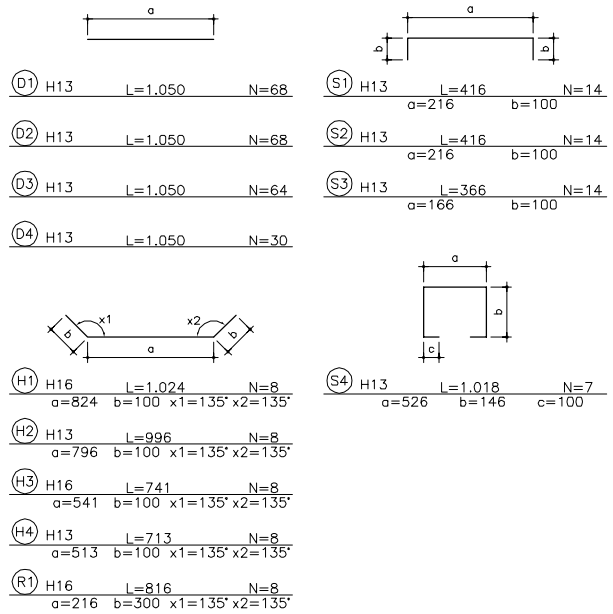 a
D1 H13 L=1.050 N=68
D2 H13 L=1.050 N=68
D3 H13 L=1.050 N=64
D4 H13 L=1.050 N=30
a
b b
S1 H13 L=416 N=14
a=216 b=100
S2 H13 L=416 N=14
a=216 b=100
S3 H13 L=366 N=14
a=166 b=100
b x1 x2 b
a
H1 H16 L=1.024 N=8
a=824 b=100 x1=135° x2=135°
H2 H13 L=996 N=8
a=796 b=100 x1=135° x2=135°
H3 H16 L=741 N=8
a=541 b=100 x1=135° x2=135°
H4 H13 L=713 N=8
a=513 b=100 x1=135° x2=135°
R1 H16 L=816 N=8
a=216 b=300 x1=135° x2=135°
a
b
c
S4 H13 L=1.018 N=7
a=526 b=146 c=100